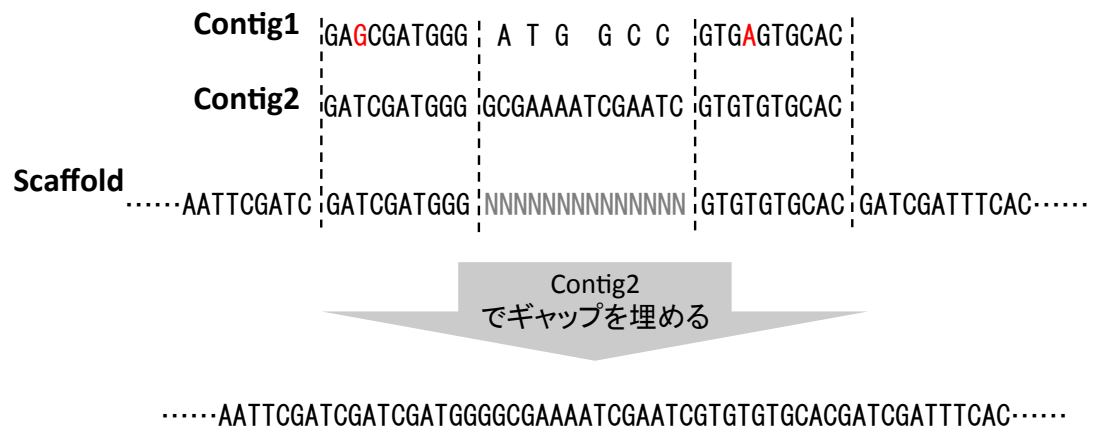 Contig1 GAGCGATGGG A T G G C C GTGAGTGCAC
Contig2 GATCGATGGG GCGAAAATCGAATC GTGTGTGCAC
Scaffold ……AATTCGATC GATCGATGGG NNNNNNNNNNNNNN GTGTGTGCAC GATCGATTTCAC……
Contig2
でギャップを埋める
……AATTCGATCGATCGATGGGGCGAAAATCGAATCGTGTGTGCACGATCGATTTCAC……